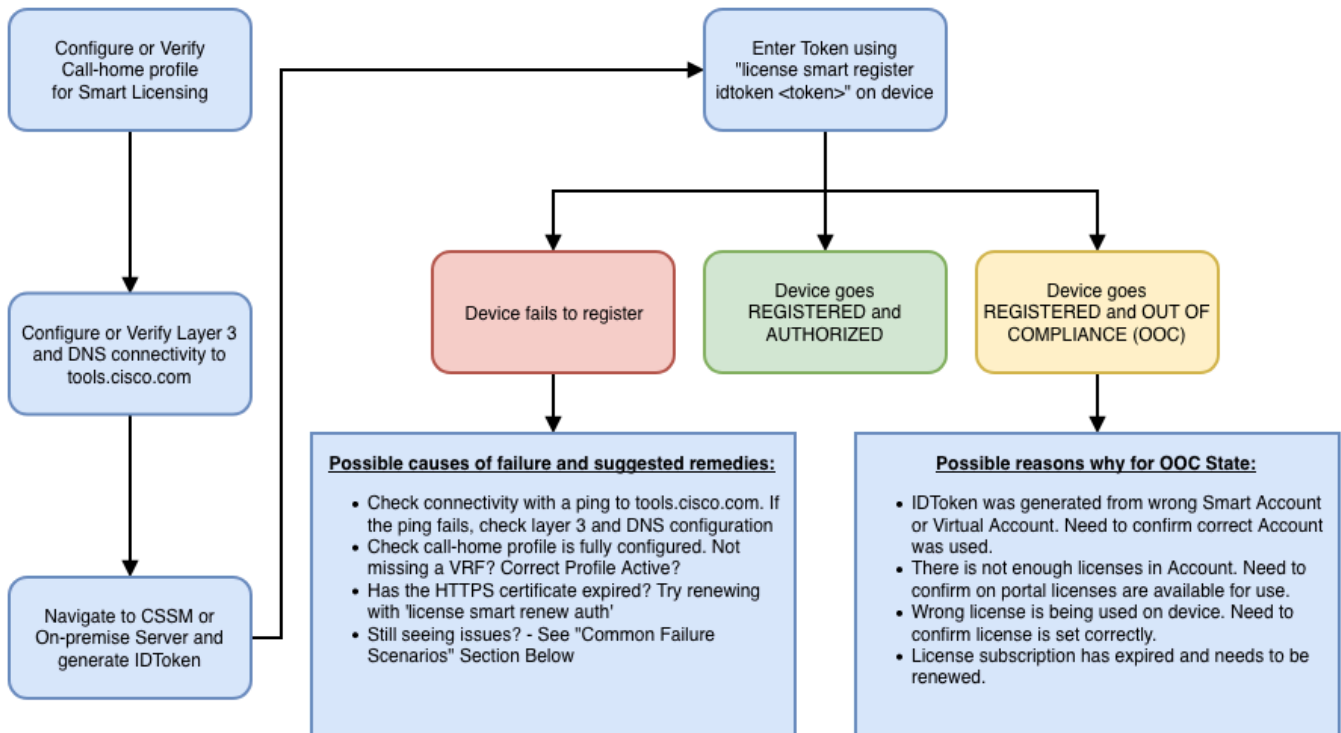 Configure or Verify
Call-home profile
for Smart Licensing
Configure or Verify Layer 3
and DNS connectivity to
tools.cisco.com
Navigate to CSSM or
On-premise Server and
generate IDToken
Enter Token using
"license smart register
idtoken <token>" on device
Device fails to register
Device goes
REGISTERED and
AUTHORIZED
Device goes
REGISTERED and OUT OF
COMPLIANCE (OOC)
Possible causes of failure and suggested remedies:
• Check connectivity with a ping to tools.cisco.com. If
the ping fails, check layer 3 and DNS configuration
• Check call-home profile is fully configured. Not
missing a VRF? Correct Profile Active?
• Has the HTTPS certificate expired? Try renewing
with 'license smart renew auth'
• Still seeing issues? - See "Common Failure
Scenarios" Section Below
Possible reasons why for OOC State:
• IDToken was generated from wrong Smart Account
or Virtual Account. Need to confirm correct Account
was used.
• There is not enough licenses in Account. Need to
confirm on portal licenses are available for use.
• Wrong license is being used on device. Need to
confirm license is set correctly.
• License subscription has expired and needs to be
renewed.